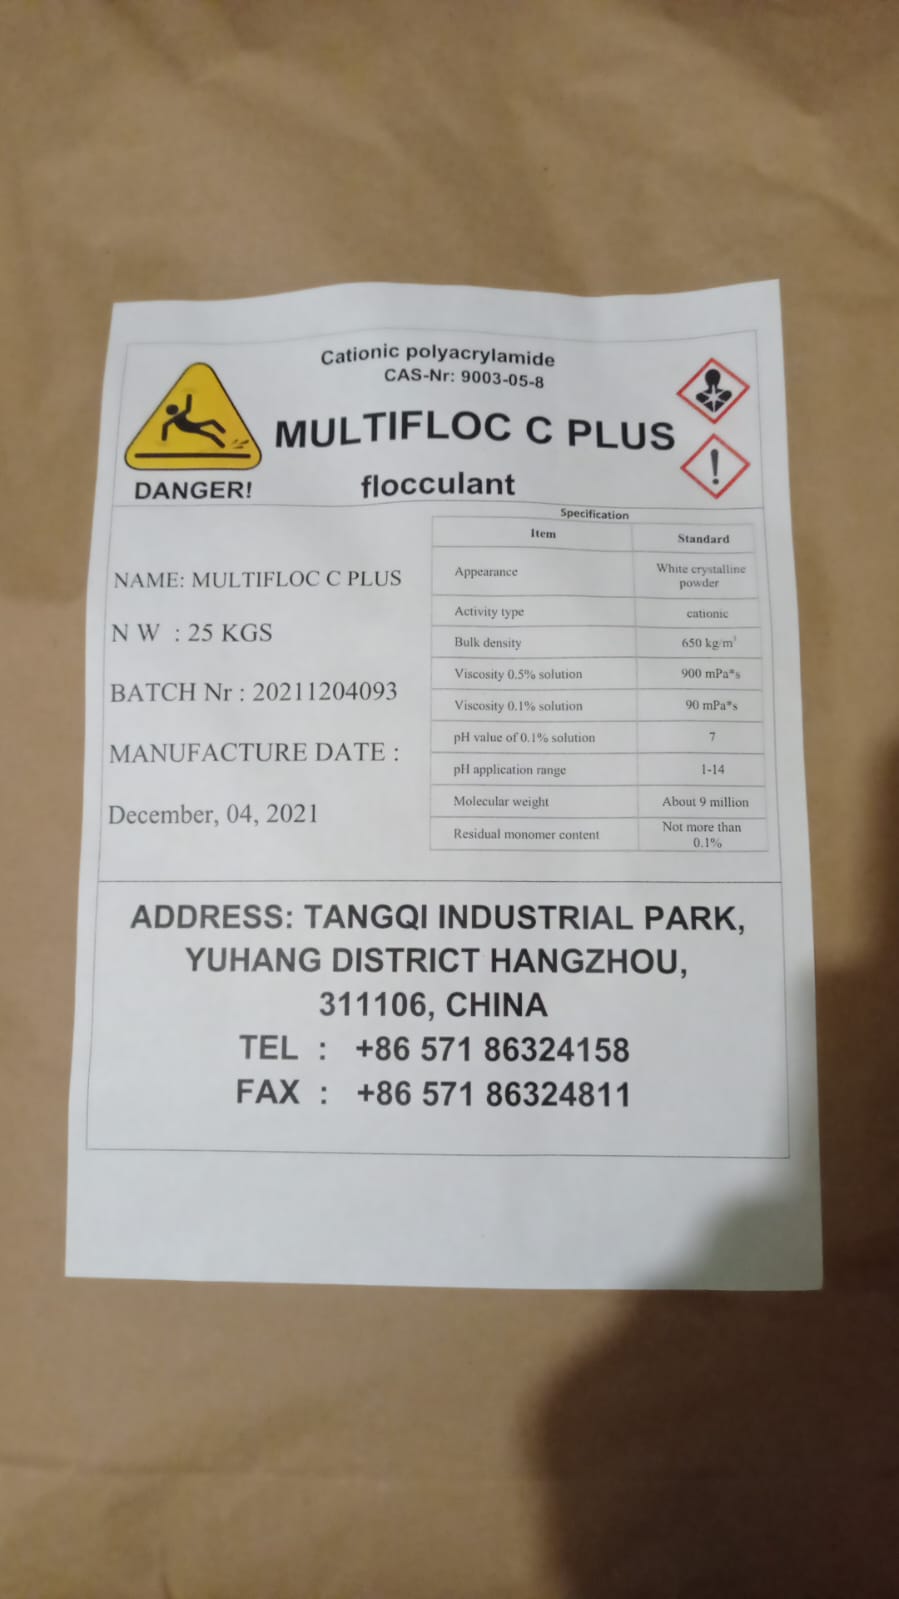 Cationic polyacrylamide
CAS-Nr: 9003-05-8
MULTIFLOC C PLUS
DANGER!
flocculant
NAME: MULTIFLOC C PLUS
N W : 25 KGS
BATCH Nr : 20211204093
MANUFACTURE DATE :
December, 04, 2021
Specification
Item Standard
Appearance White crystalline
powder
Activity type cationic
Bulk density 650 kg/m³
Viscosity 0.5% solution 900 mPa*s
Viscosity 0.1% solution 90 mPa*s
pH value of 0.1% solution 7
pH application range 1-14
Molecular weight About 9 million
Residual monomer content Not more than
0.1%
ADDRESS: TANGQI INDUSTRIAL PARK,
YUHANG DISTRICT HANGZHOU,
311106, CHINA
TEL : +86 571 86324158
FAX : +86 571 86324811